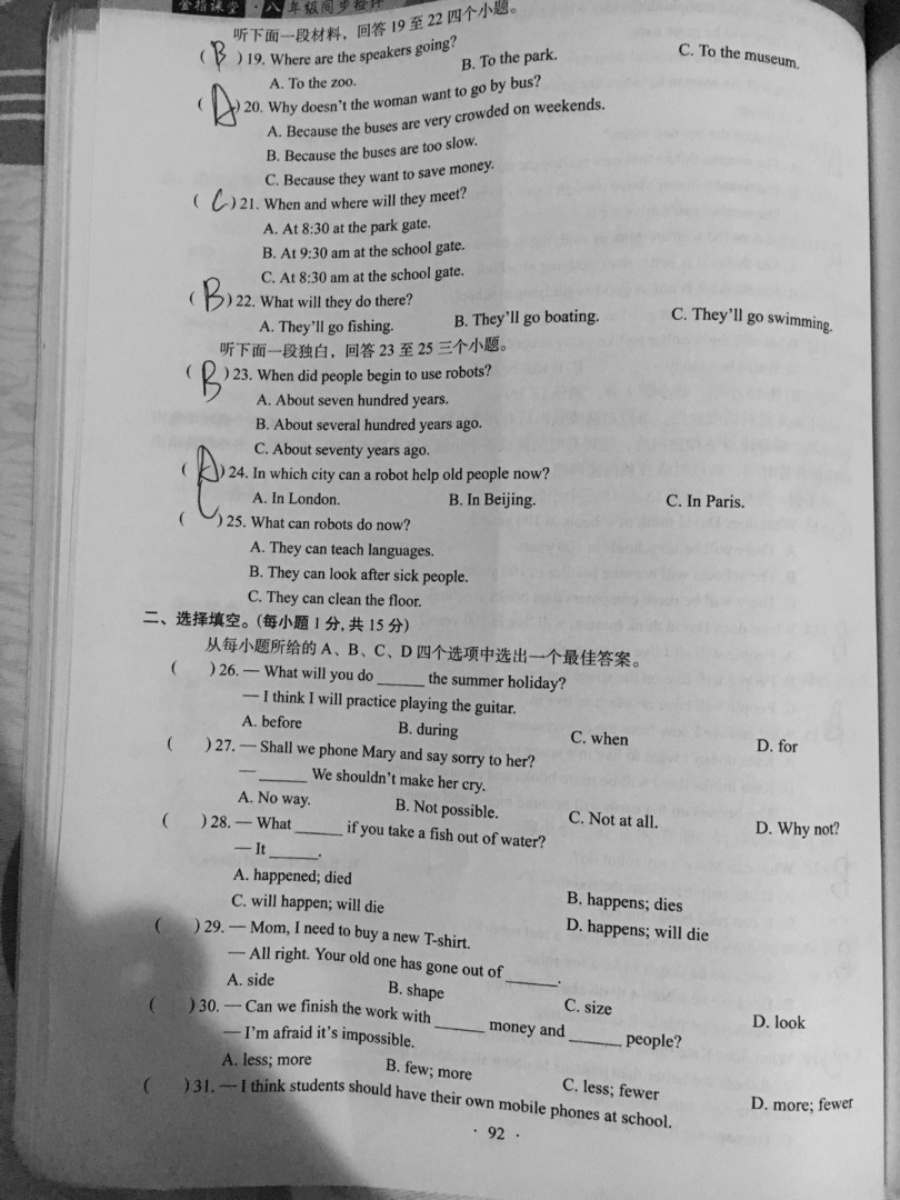 金指课堂·八年级同步检评
听下面一段材料，回答 19 至 22 四个小题。
( B ) 19. Where are the speakers going?
A. To the zoo. B. To the park. C. To the museum.
( A ) 20. Why doesn't the woman want to go by bus?
A. Because the buses are very crowded on weekends.
B. Because the buses are too slow.
C. Because they want to save money.
( C ) 21. When and where will they meet?
A. At 8:30 at the park gate.
B. At 9:30 am at the school gate.
C. At 8:30 am at the school gate.
( B ) 22. What will they do there?
A. They'll go fishing. B. They'll go boating. C. They'll go swimming.
听下面一段独白，回答 23 至 25 三个小题。
( B ) 23. When did people begin to use robots?
A. About seven hundred years.
B. About several hundred years ago.
C. About seventy years ago.
( A ) 24. In which city can a robot help old people now?
A. In London. B. In Beijing. C. In Paris.
( C ) 25. What can robots do now?
A. They can teach languages.
B. They can look after sick people.
C. They can clean the floor.
二、选择填空。(每小题 1 分, 共 15 分)
从每小题所给的 A、B、C、D 四个选项中选出一个最佳答案。
( ) 26. — What will you do ______ the summer holiday?
— I think I will practice playing the guitar.
A. before B. during C. when D. for
( ) 27. — Shall we phone Mary and say sorry to her?
— ______ We shouldn't make her cry.
A. No way. B. Not possible. C. Not at all. D. Why not?
( ) 28. — What ______ if you take a fish out of water?
— It ______.
A. happened; died
B. happens; dies
C. will happen; will die
D. happens; will die
( ) 29. — Mom, I need to buy a new T-shirt.
— All right. Your old one has gone out of ______.
A. side B. shape C. size D. look
( ) 30. — Can we finish the work with ______ money and ______ people?
— I'm afraid it's impossible.
A. less; more B. few; more C. less; fewer D. more; fewer
( ) 31. — I think students should have their own mobile phones at school.
· 92 ·